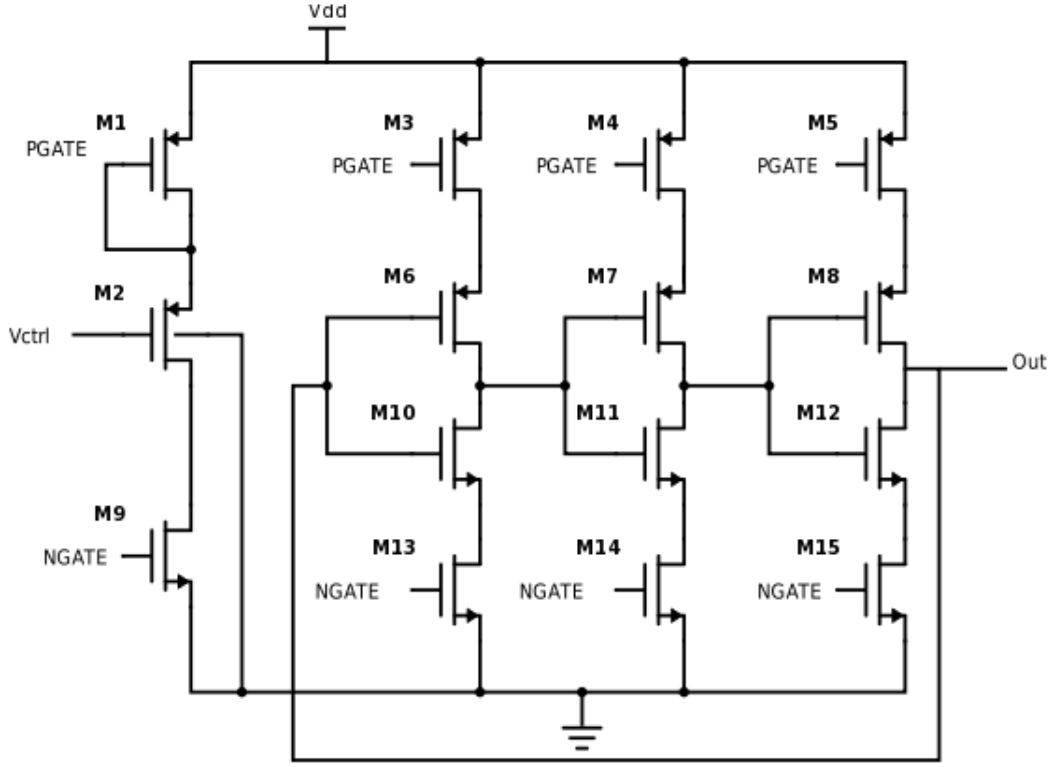 Vdd
M1
M3
M4
M5
PGATE
PGATE
PGATE
PGATE
M6
M7
M8
M2
Vctrl
Out
M10
M11
M12
M9
M13
M14
M15
NGATE
NGATE
NGATE
NGATE